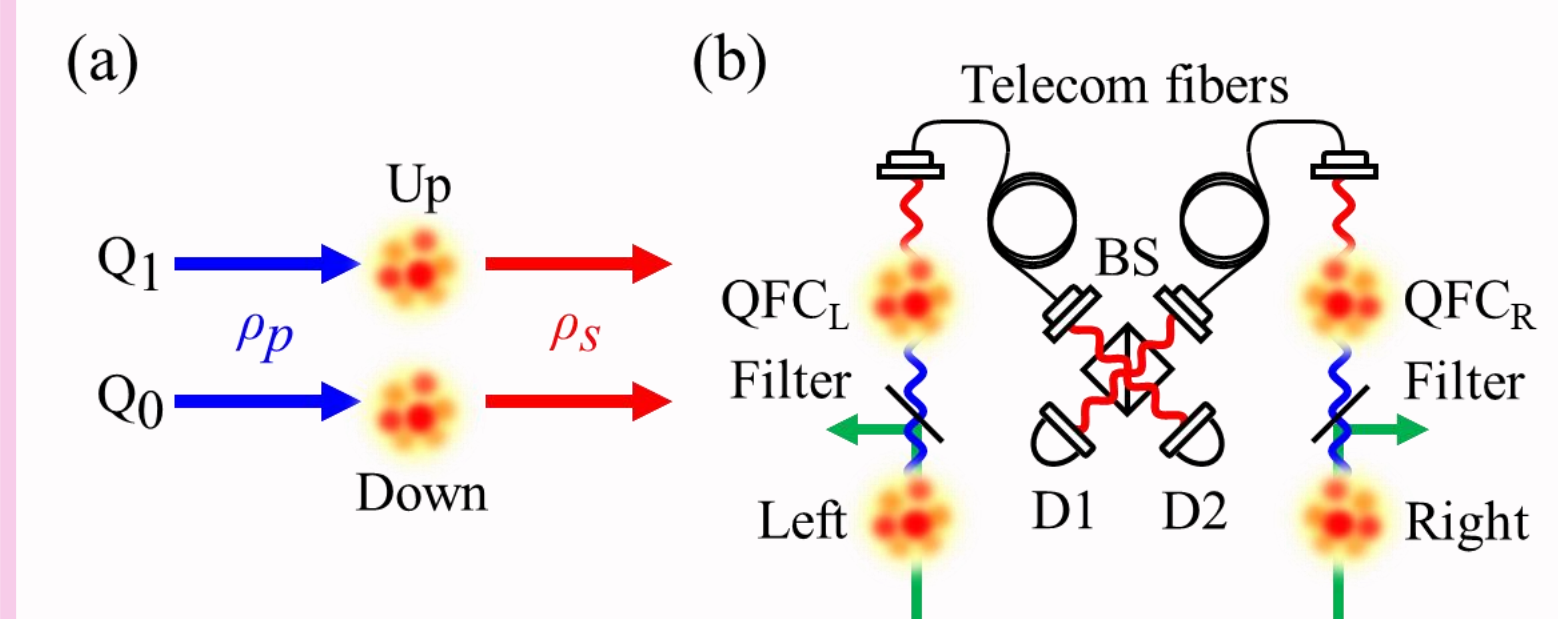 (a)
Up
Q1
ρp
ρs
Q0
Down
(b)
Telecom fibers
BS
QFCL
QFCR
Filter
Filter
Left
D1
D2
Right